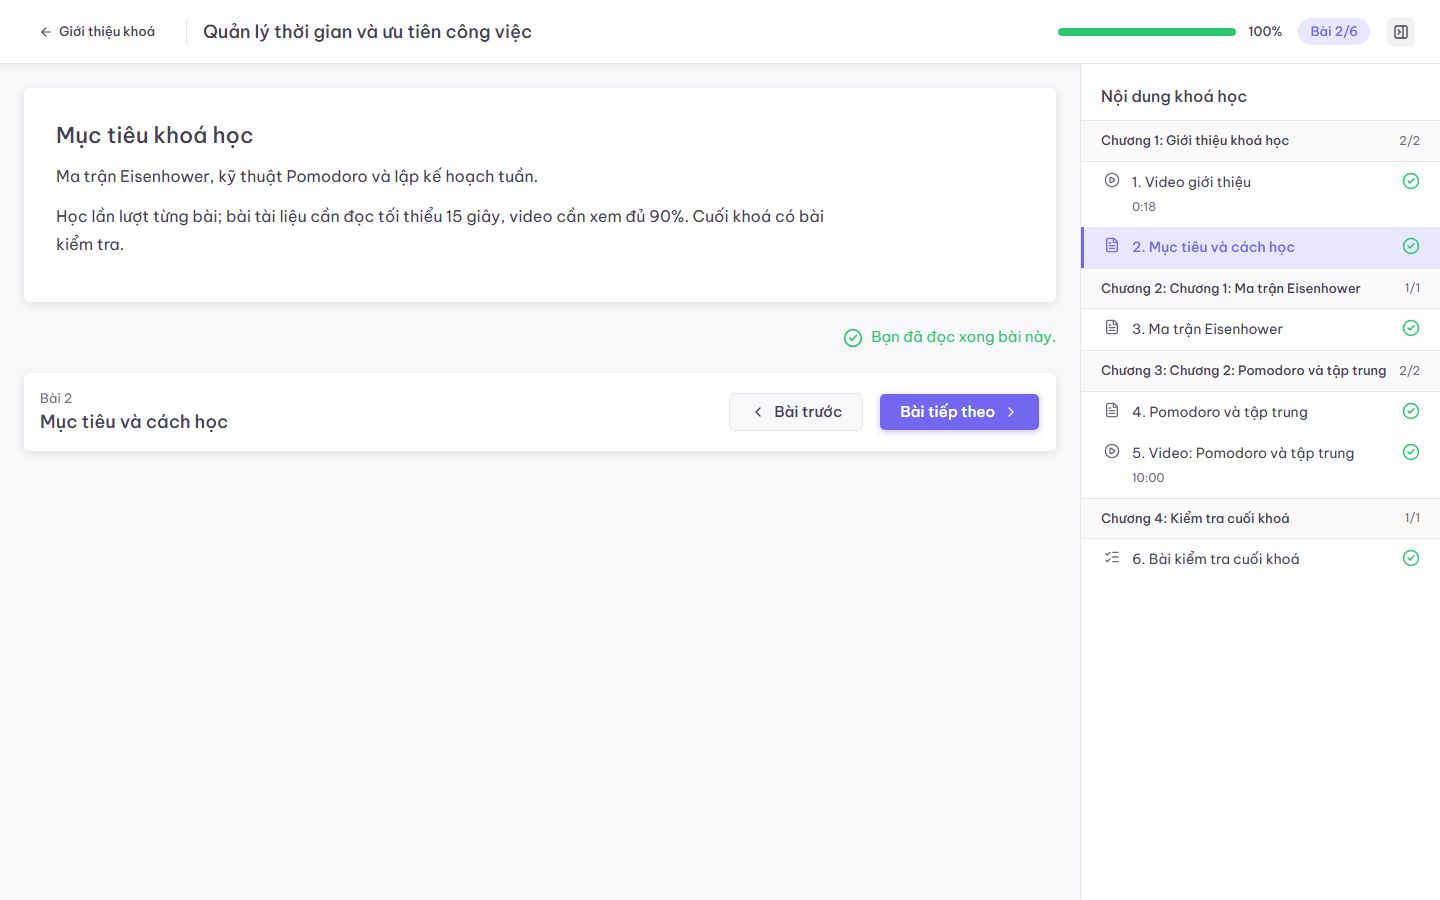 Giới thiệu khoá
Quản lý thời gian và ưu tiên công việc
100%
Bài 2/6
Mục tiêu khoá học
Ma trận Eisenhower, kỹ thuật Pomodoro và lập kế hoạch tuần.
Học lần lượt từng bài; bài tài liệu cần đọc tối thiểu 15 giây, video cần xem đủ 90%. Cuối khoá có bài
kiểm tra.
Bạn đã đọc xong bài này.
Bài 2
Mục tiêu và cách học
Bài trước
Bài tiếp theo
Nội dung khoá học
Chương 1: Giới thiệu khoá học 2/2
1. Video giới thiệu
0:18
2. Mục tiêu và cách học
Chương 2: Chương 1: Ma trận Eisenhower 1/1
3. Ma trận Eisenhower
Chương 3: Chương 2: Pomodoro và tập trung 2/2
4. Pomodoro và tập trung
5. Video: Pomodoro và tập trung
10:00
Chương 4: Kiểm tra cuối khoá 1/1
6. Bài kiểm tra cuối khoá